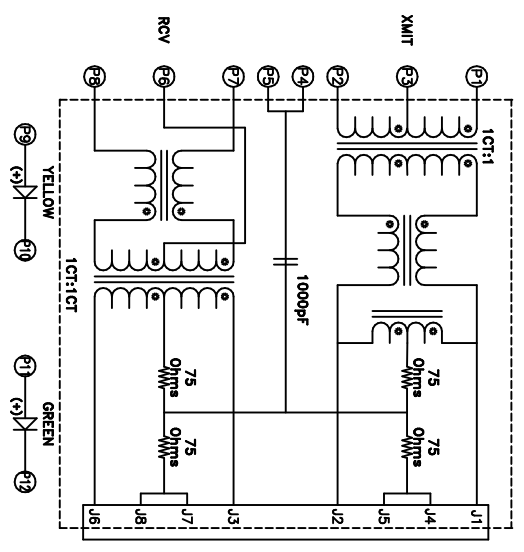 RCV
XMIT
P8
P6
P7
P5
P4
P2
P3
P1
1CT:1
P9
YELLOW
(+)
P10
1CT:1CT
1000pF
P11
GREEN
(+)
P12
75
Ohms
75
Ohms
75
Ohms
75
Ohms
J6
J8
J7
J3
J2
J5
J4
J1